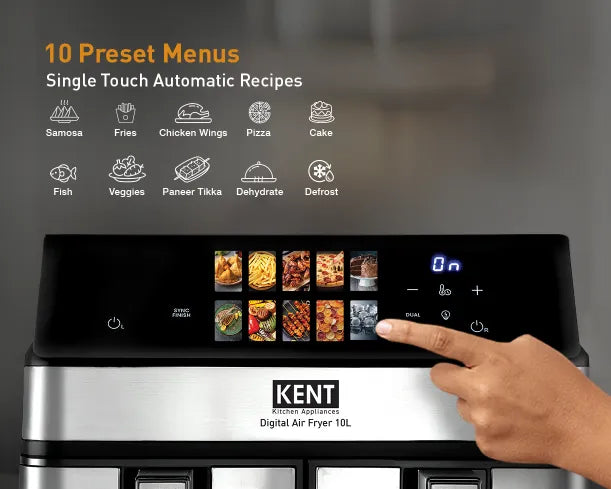 10 Preset Menus
Single Touch Automatic Recipes
Samosa Fries Chicken Wings Pizza Cake
Fish Veggies Paneer Tikka Dehydrate Defrost
On
— +
SYNC
FINISH
L
DUAL
R
KENT
Kitchen Appliances
Digital Air Fryer 10L